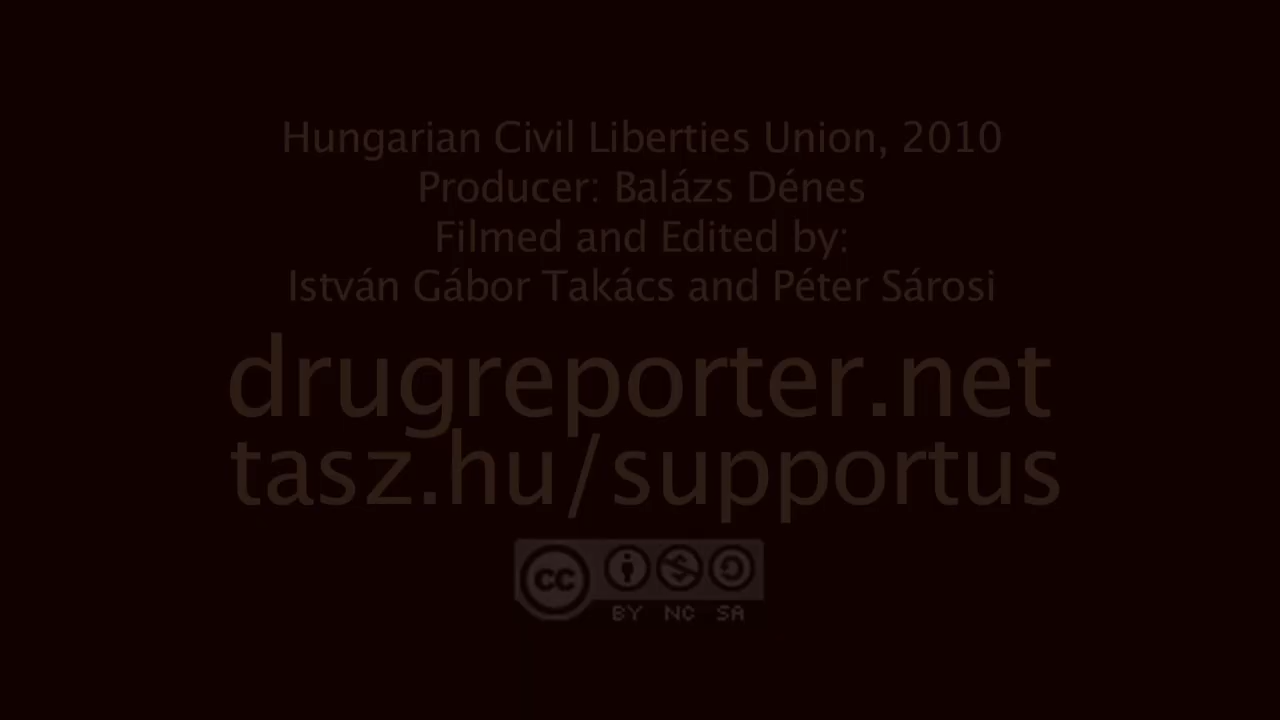 Hungarian Civil Liberties Union, 2010
Producer: Balázs Dénes
Filmed and Edited by:
István Gábor Takács and Péter Sárosi
drugreporter.net
tasz.hu/supportus
cc
BY NC SA